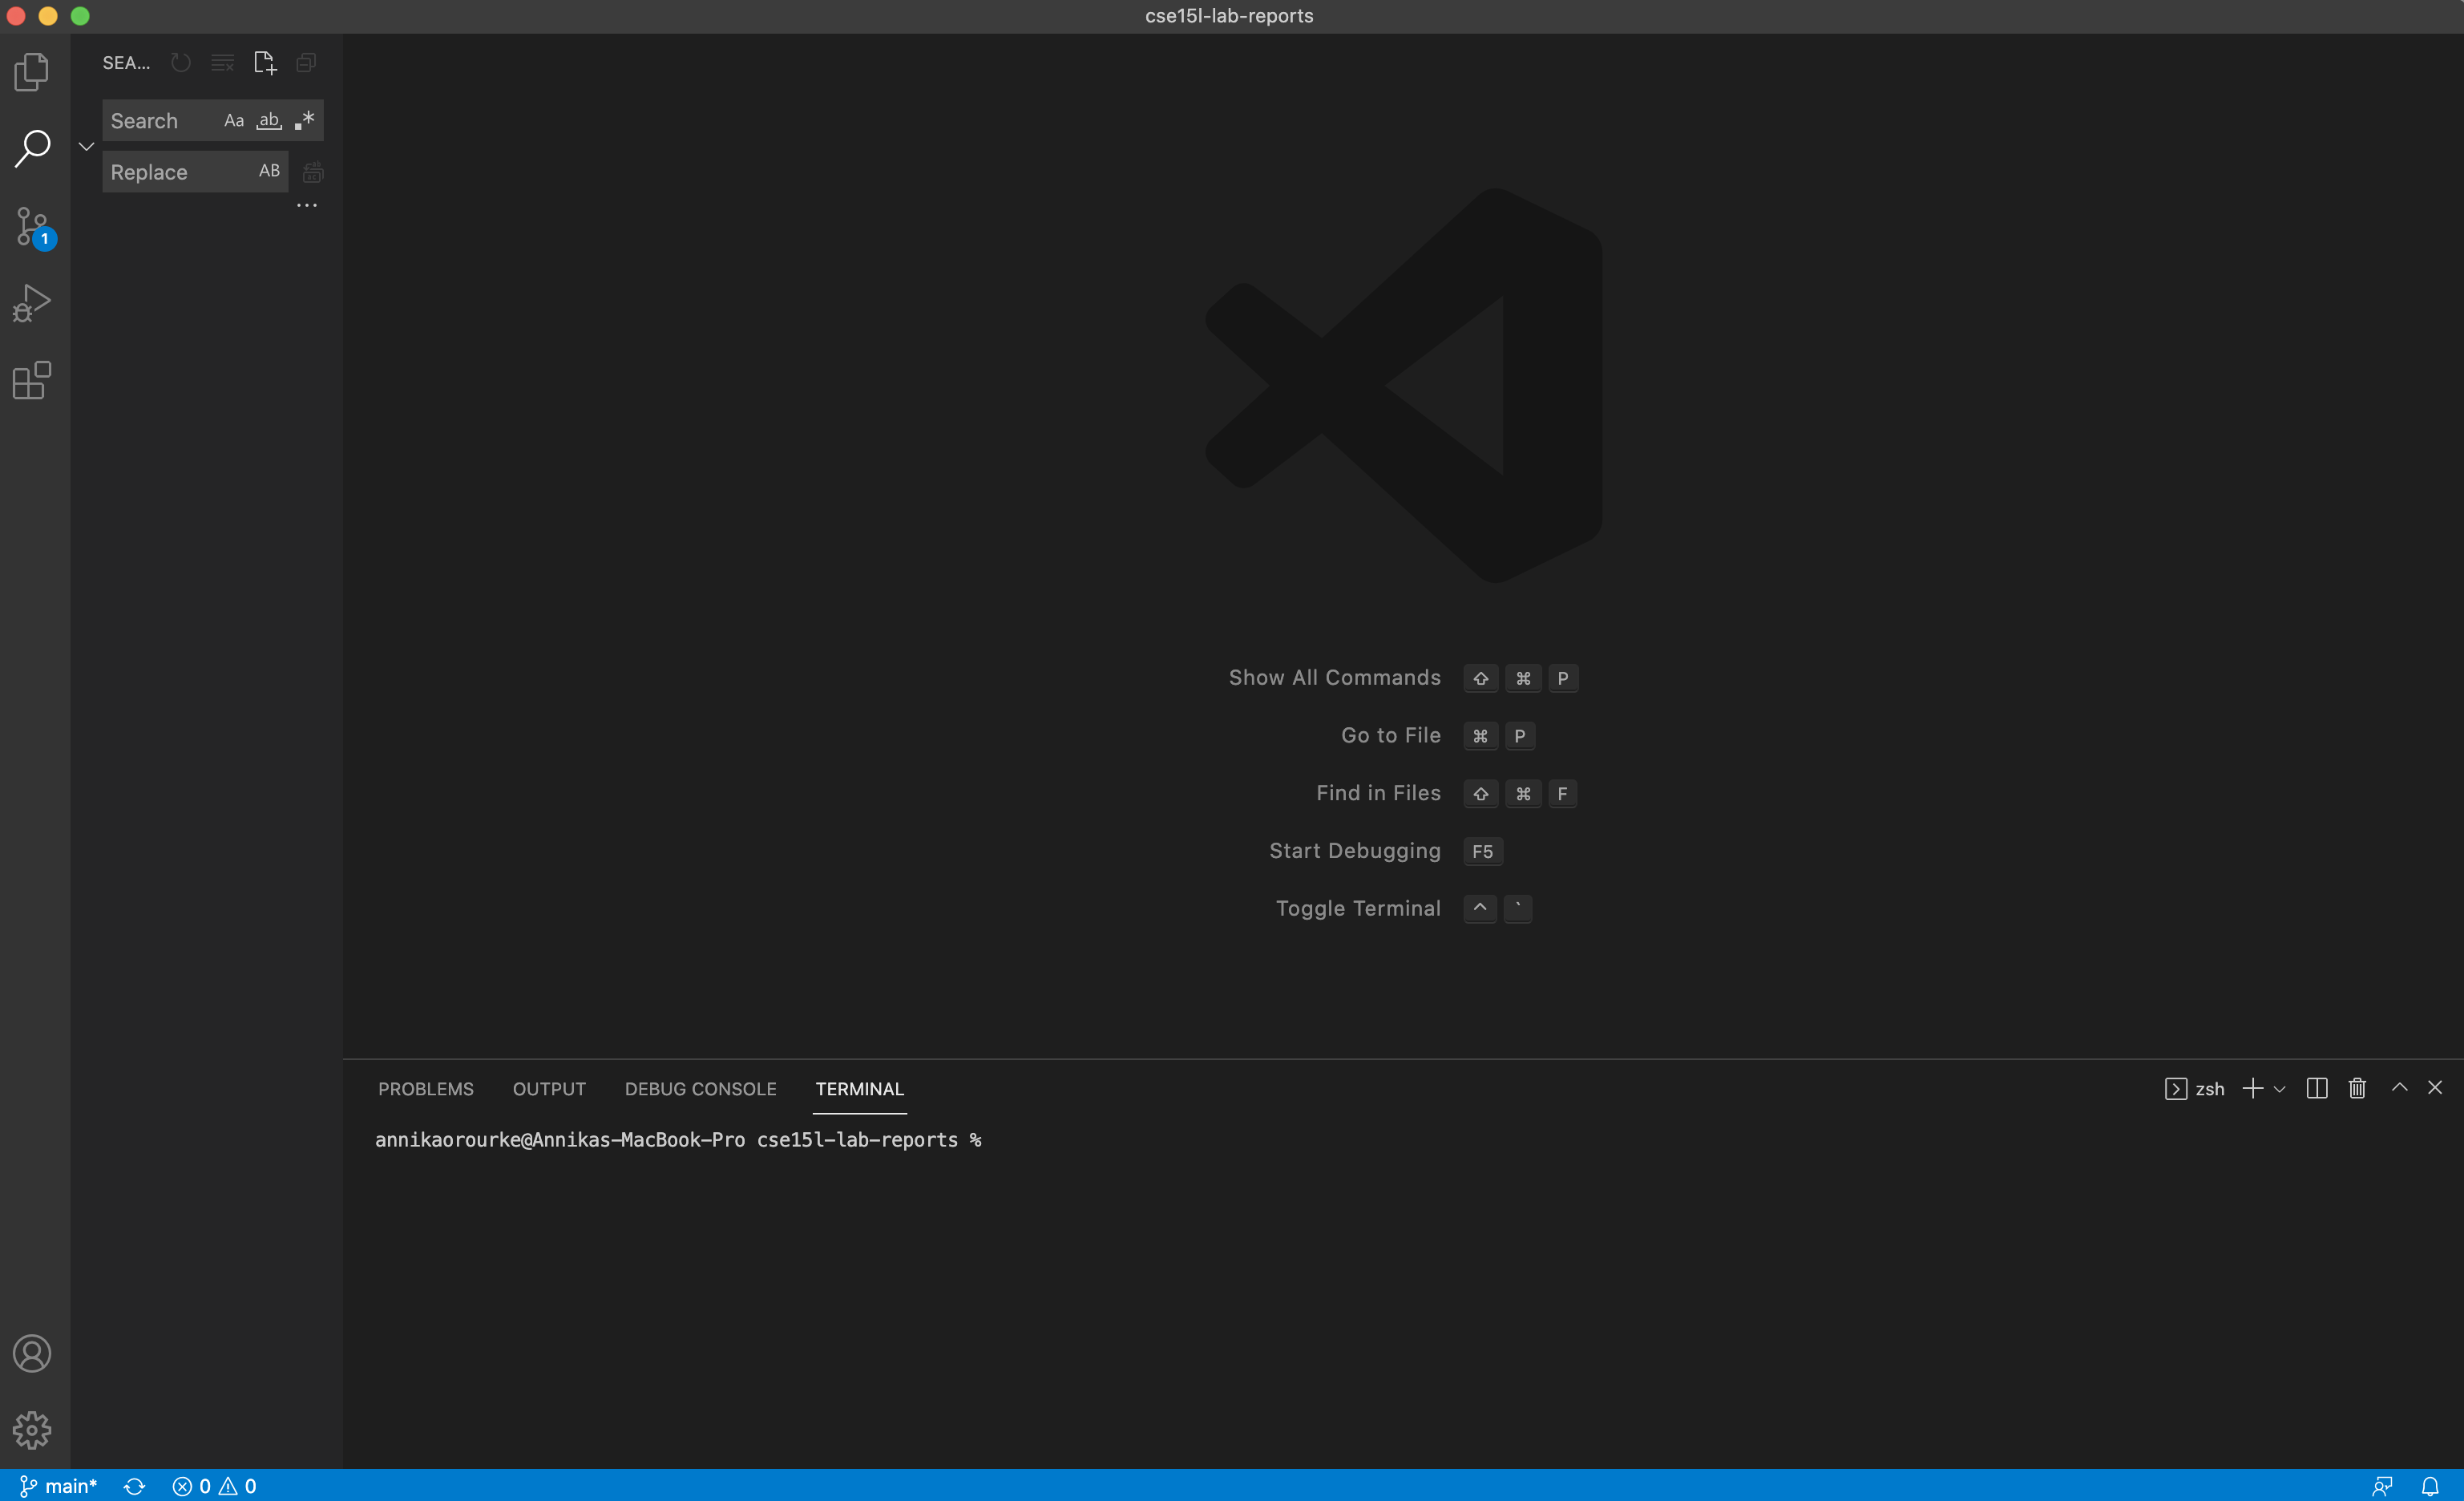 cse15l-lab-reports
SEA...
Search Aa ab .*
Replace AB
...
1
Show All Commands ⇧ ⌘ P
Go to File ⌘ P
Find in Files ⇧ ⌘ F
Start Debugging F5
Toggle Terminal ^ `
PROBLEMS OUTPUT DEBUG CONSOLE TERMINAL zsh
annikaorourke@Annikas-MacBook-Pro cse15l-lab-reports %
main* 0 0